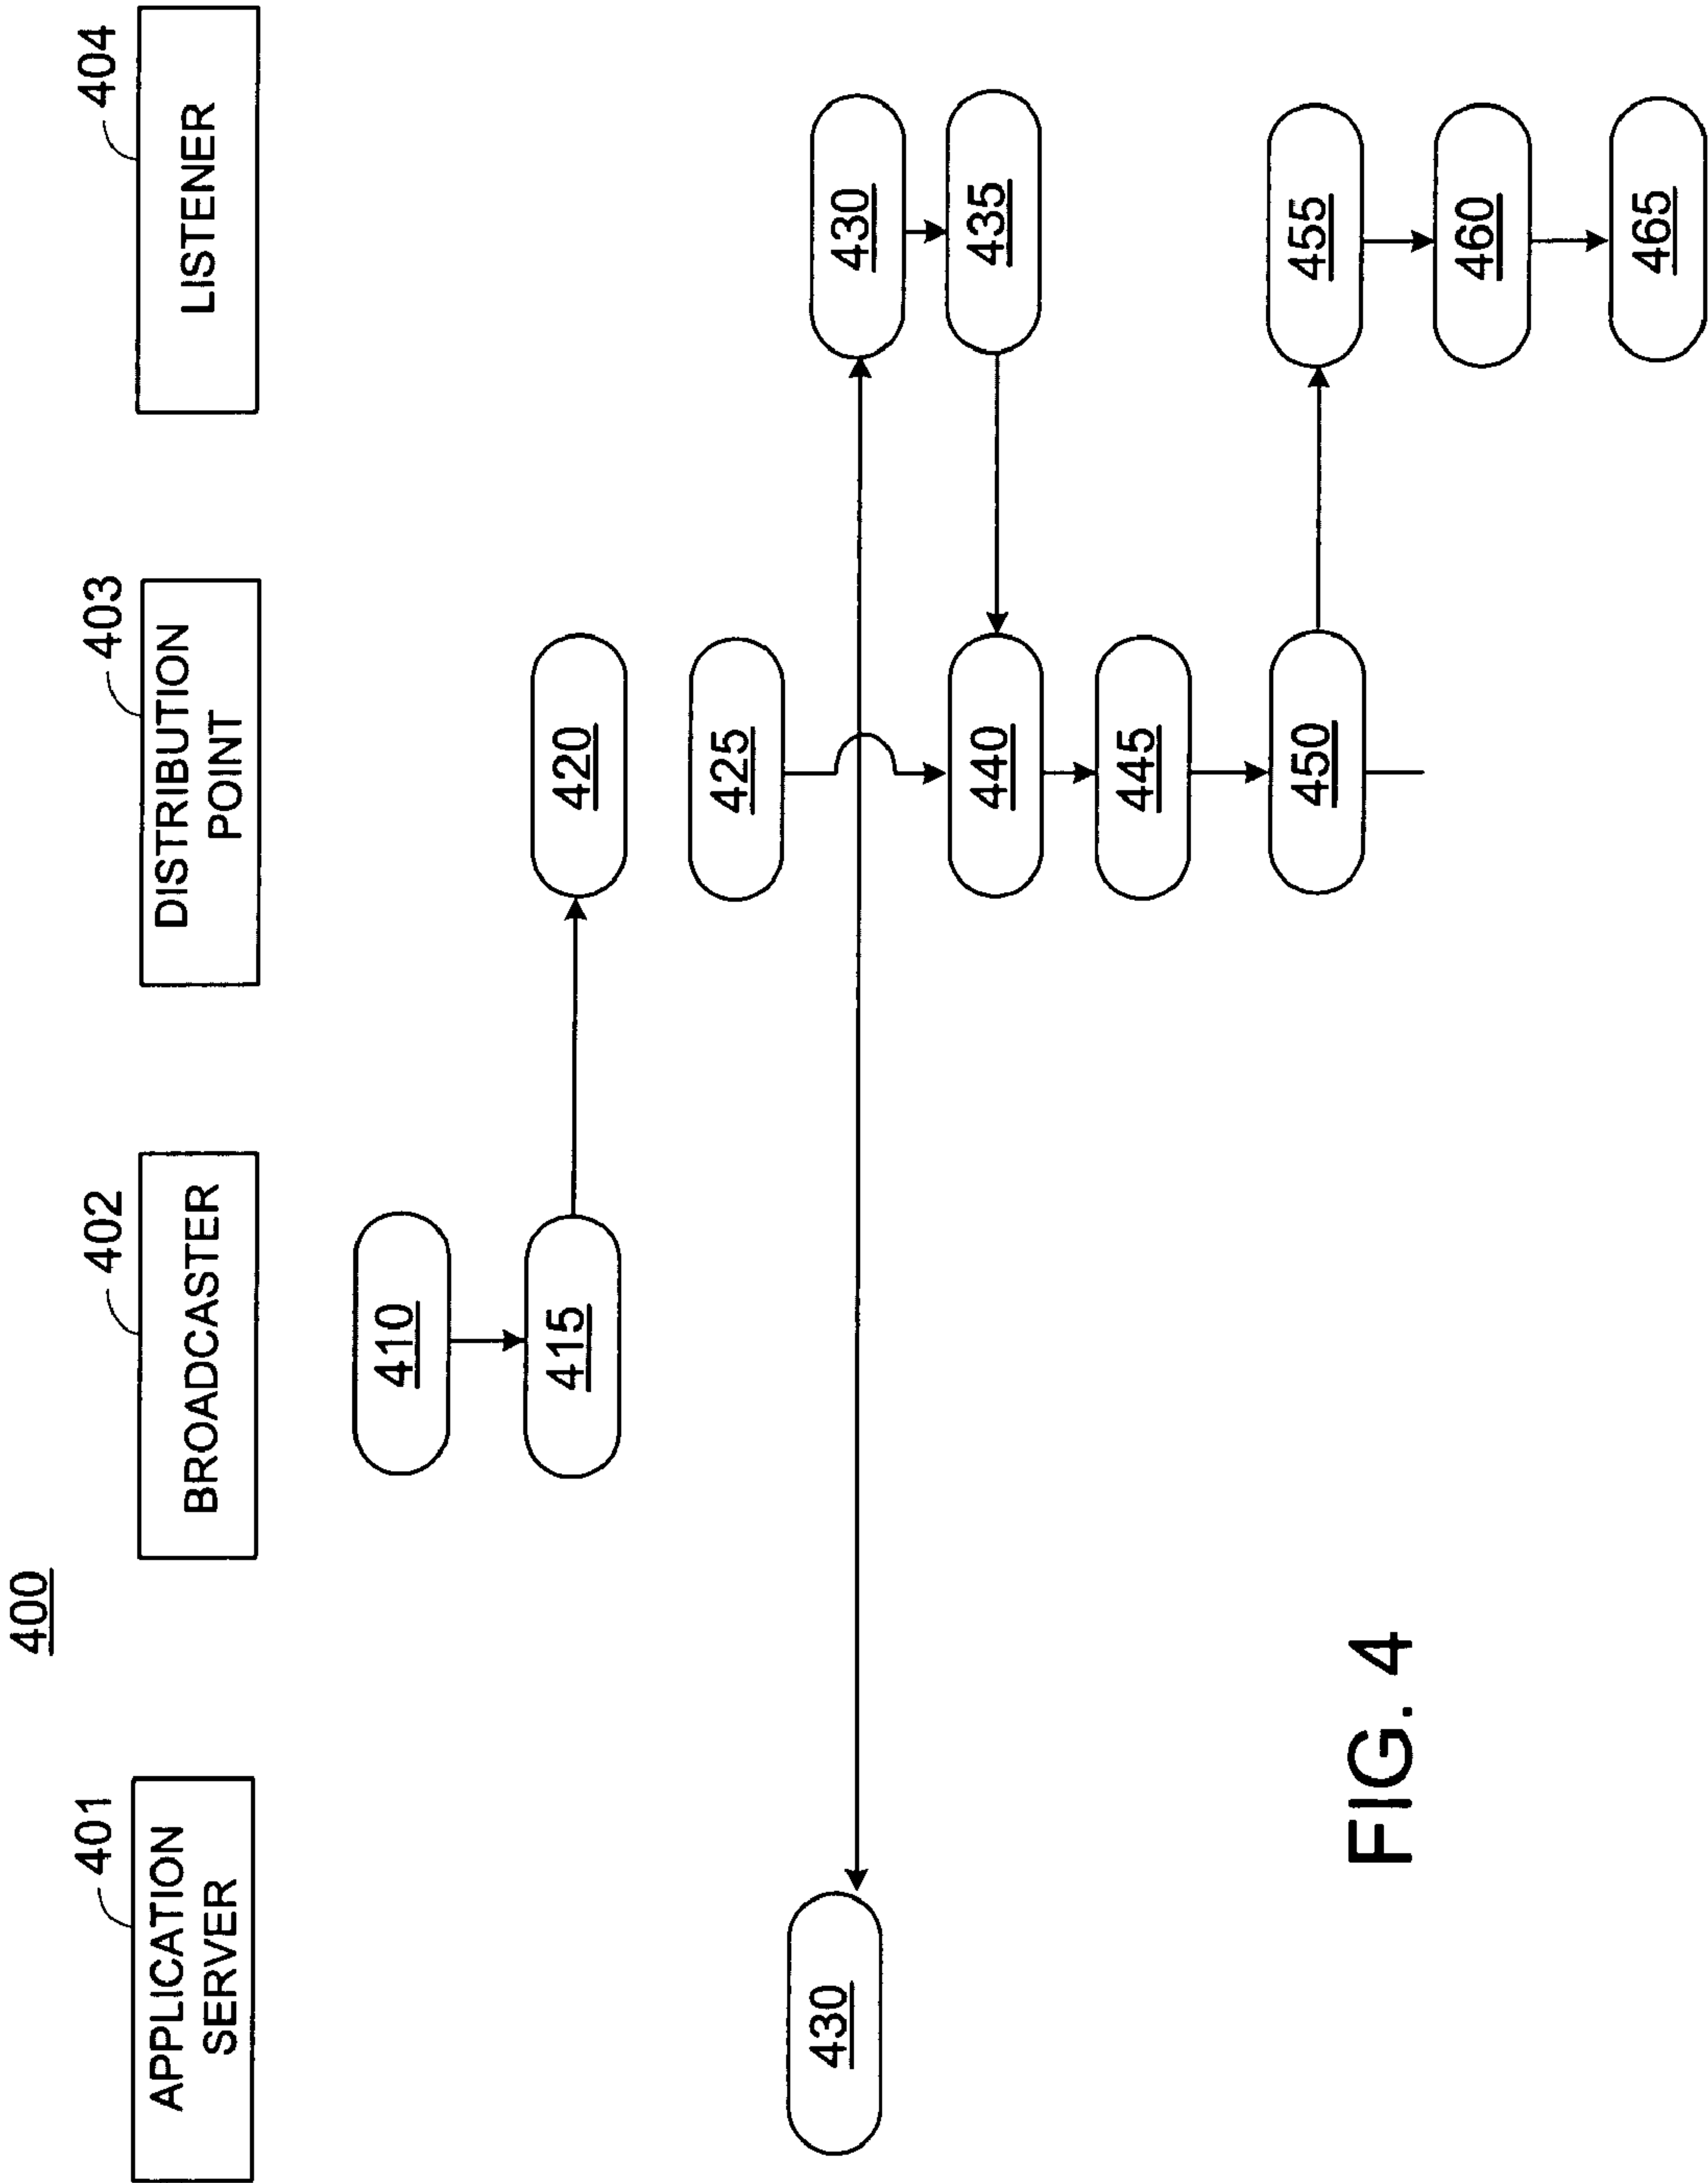 400
401
402
403
404
APPLICATION
SERVER
BROADCASTER
DISTRIBUTION
POINT
LISTENER
410
415
420
425
430
430
435
440
445
450
455
460
465
FIG. 4